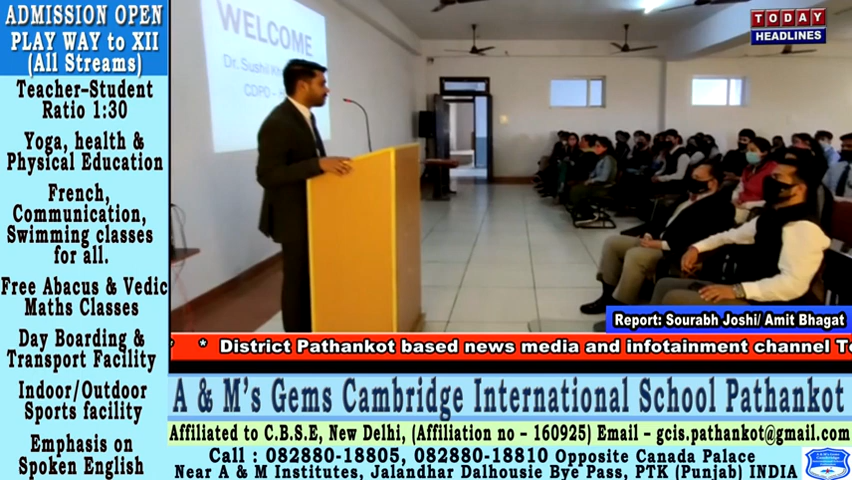 ADMISSION OPEN
PLAY WAY to XII
(All Streams)
Teacher-Student
Ratio 1:30
Yoga, health &
Physical Education
French,
Communication,
Swimming classes
for all.
Free Abacus & Vedic
Maths Classes
Day Boarding &
Transport Facility
Indoor/Outdoor
Sports facility
Emphasis on
Spoken English
WELCOME
Dr. Sushil
CDPD -
TODAY
HEADLINES
Report: Sourabh Joshi/ Amit Bhagat
* District Pathankot based news media and infotainment channel
A & M's Gems Cambridge International School Pathankot
Affiliated to C.B.S.E, New Delhi, (Affiliation no - 160925) Email - gcis.pathankot@gmail.com
Call : 082880-18805, 082880-18810 Opposite Canada Palace
Near A & M Institutes, Jalandhar Dalhousie Bye Pass, PTK (Punjab) INDIA